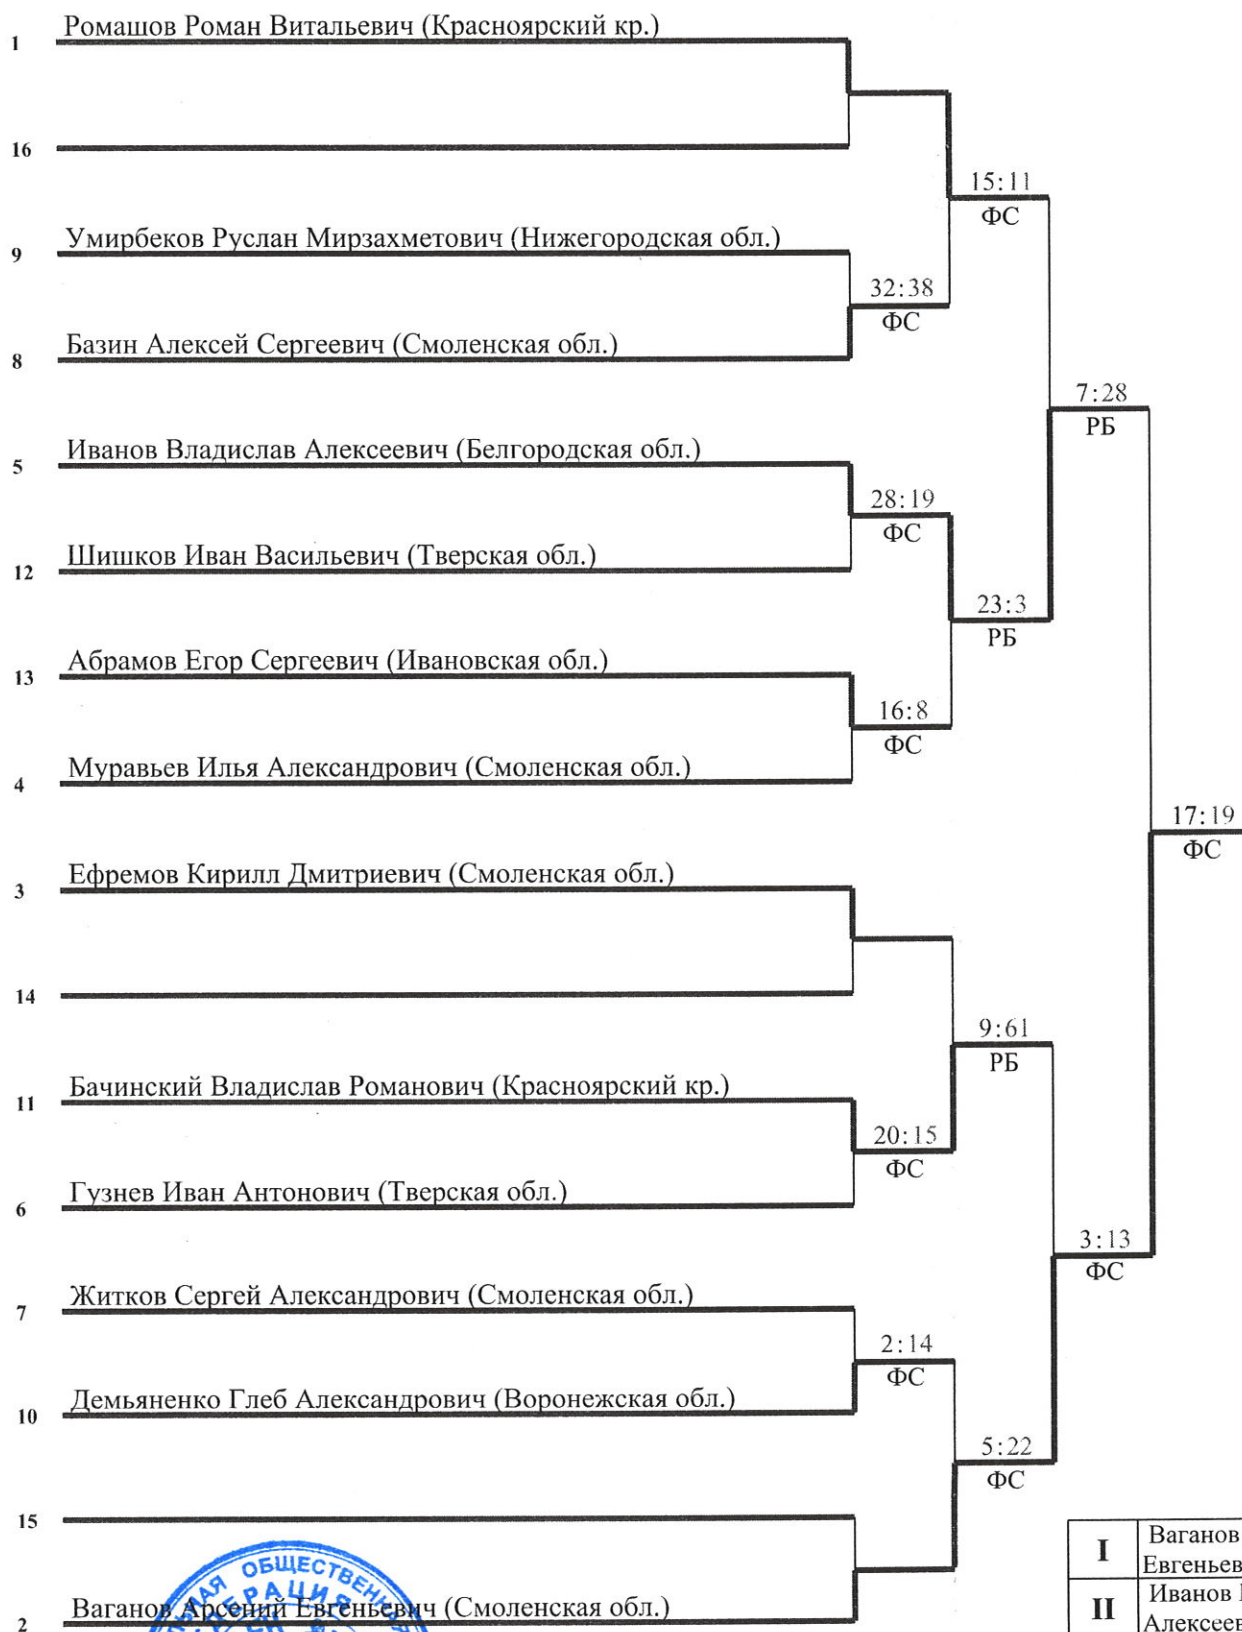 1 Ромашов Роман Витальевич (Красноярский кр.)
16
15:11
ФС
9 Умирбеков Руслан Мирзахметович (Нижегородская обл.)
32:38
ФС
8 Базин Алексей Сергеевич (Смоленская обл.)
7:28
РБ
5 Иванов Владислав Алексеевич (Белгородская обл.)
28:19
ФС
12 Шишков Иван Васильевич (Тверская обл.)
23:3
РБ
13 Абрамов Егор Сергеевич (Ивановская обл.)
16:8
ФС
4 Муравьев Илья Александрович (Смоленская обл.)
17:19
ФС
3 Ефремов Кирилл Дмитриевич (Смоленская обл.)
14
9:61
РБ
11 Бачинский Владислав Романович (Красноярский кр.)
20:15
ФС
6 Гузнев Иван Антонович (Тверская обл.)
3:13
ФС
7 Житков Сергей Александрович (Смоленская обл.)
2:14
ФС
10 Демьяненко Глеб Александрович (Воронежская обл.)
5:22
ФС
15
2 Ваганов Арсений Евгеньевич (Смоленская обл.)
I Ваганов
Евгеньев
II Иванов
Алексеев
ОБЩЕСТВЕННАЯ